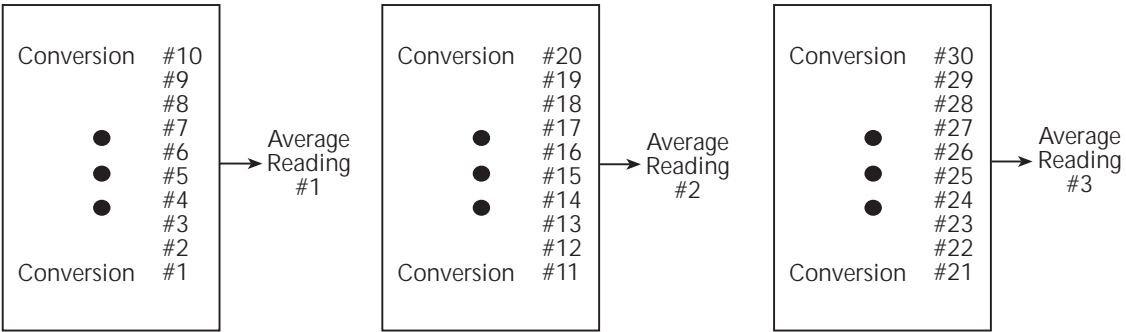 Conversion #10
#9
#8
#7
#6
#5
#4
#3
#2
Conversion #1
Average
Reading
#1
Conversion #20
#19
#18
#17
#16
#15
#14
#13
#12
Conversion #11
Average
Reading
#2
Conversion #30
#29
#28
#27
#26
#25
#24
#23
#22
Conversion #21
Average
Reading
#3